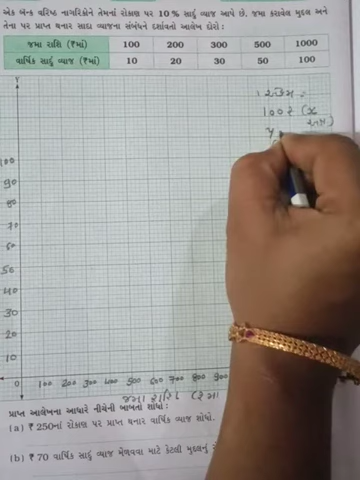 એક બેન્ક વરિષ્ઠ નાગરિકોને તેમનાં રોકાણ પર 10 % સાદું વ્યાજ આપે છે. જમા કરાવેલ મુદ્દલ અને
તેના પર પ્રાપ્ત થનાર સાદા વ્યાજના સંબંધને દર્શાવતો આલેખ દોરો :
જમા રાશિ (₹માં) 100 200 300 500 1000
વાર્ષિક સાદું વ્યાજ (₹માં) 10 20 30 50 100
100 ₹ (x
અક્ષ)
y
100
90
80
70
60
50
40
30
20
10
0 100 200 300 400 500 600 700 800 900
જમા રાશિ (₹મા
પ્રાપ્ત આલેખના આધારે નીચેની બાબતો શોધો :
(a) ₹ 250નાં રોકાણ પર પ્રાપ્ત થનાર વાર્ષિક વ્યાજ શોધો.
(b) ₹ 70 વાર્ષિક સાદું વ્યાજ મેળવવા માટે કેટલી મુદ્દલનું